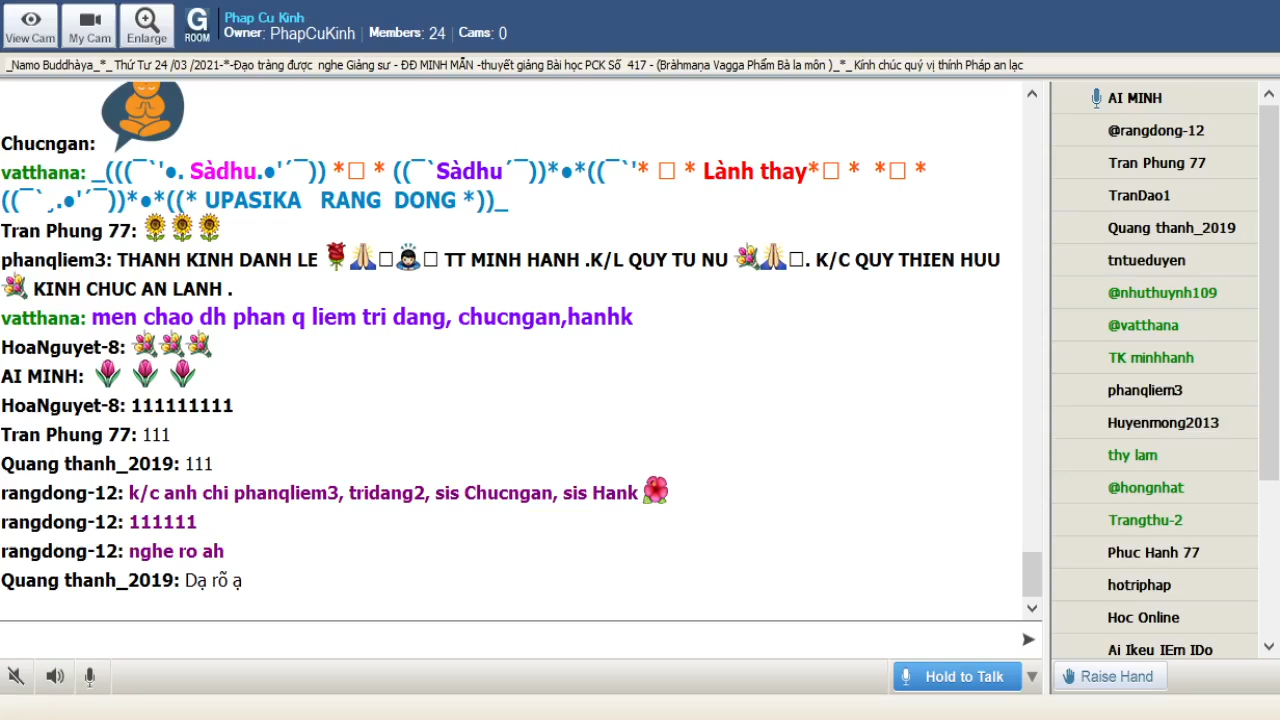 View Cam
My Cam
Enlarge
G
ROOM
Phap Cu Kinh
Owner: PhapCuKinh | Members: 24 | Cams: 0
_Namo Buddhàya_*_ Thứ Tư 24 /03 /2021-*-Đạo tràng được nghe Giảng sư - ĐĐ MINH MẪN -thuyết giảng Bài học PCK Số 417 - (Bràhmaṇa Vagga Phẩm Bà la môn )_*_ Kính chúc quý vị thính Pháp an lạc
Chucngan:
vatthana: _(((¯`'●. Sàdhu.●'´¯)) *□ * ((¯`Sàdhu´¯))*●*((¯`'* □ * Lành thay*□ * *□ *
((¯`¸.●'´¯))*●*((* UPASIKA RANG DONG *))_
Tran Phung 77: 🌻🌻🌻
phanqliem3: THANH KINH DANH LE 🌹🙏□🙇□ TT MINH HANH .K/L QUY TU NU 💐🙏□. K/C QUY THIEN HUU
💐 KINH CHUC AN LANH .
vatthana: men chao dh phan q liem tri dang, chucngan,hanhk
HoaNguyet-8: 💐💐💐
AI MINH: 🌷 🌷 🌷
HoaNguyet-8: 111111111
Tran Phung 77: 111
Quang thanh_2019: 111
rangdong-12: k/c anh chi phanqliem3, tridang2, sis Chucngan, sis Hank 🌺
rangdong-12: 111111
rangdong-12: nghe ro ah
Quang thanh_2019: Dạ rõ ạ
AI MINH
@rangdong-12
Tran Phung 77
TranDao1
Quang thanh_2019
tntueduyen
@nhuthuynh109
@vatthana
TK minhhanh
phanqliem3
Huyenmong2013
thy lam
@hongnhat
Trangthu-2
Phuc Hanh 77
hotriphap
Hoc Online
Ai Ikeu IEm IDo
Hold to Talk
Raise Hand